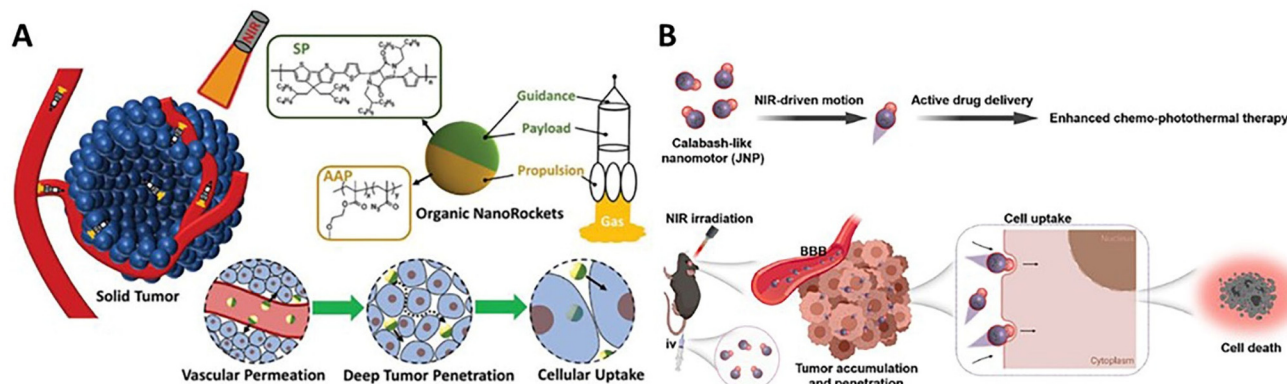 A
NIR
SP
Guidance
Payload
Propulsion
AAP
Organic NanoRockets
Gas
Solid Tumor
Vascular Permeation
Deep Tumor Penetration
Cellular Uptake
B
NIR-driven motion
Active drug delivery
Enhanced chemo-photothermal therapy
Calabash-like
nanomotor (JNP)
NIR irradiation
BBB
iv
Tumor accumulation
and penetration
Cell uptake
Nucleus
Cytoplasm
Cell death